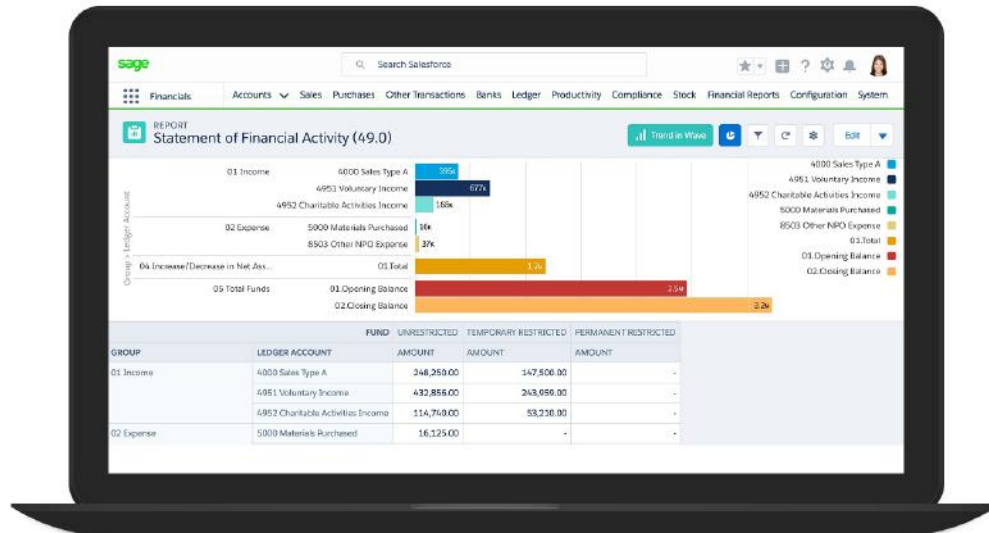 sage
Search Salesforce
Financials Accounts Sales Purchases Other Transactions Banks Ledger Productivity Compliance Stock Financial Reports Configuration System
REPORT
Statement of Financial Activity (49.0)
Trend in Wave
Edit
Group > Ledger Account
01 Income 4000 Sales Type A 395K
4951 Voluntary Income 677K
4952 Charitable Activities Income 168K
02 Expense 5000 Materials Purchased 16K
8503 Other NPO Expense 37K
04 Increase/Decrease in Net Ass... 01.Total 1.2M
05 Total Funds 01.Opening Balance
02.Closing Balance 3.2M
4000 Sales Type A
4951 Voluntary Income
4952 Charitable Activities Income
5000 Materials Purchased
8503 Other NPO Expense
01.Total
01.Opening Balance
02.Closing Balance
FUND UNRESTRICTED TEMPORARY RESTRICTED PERMANENT RESTRICTED
GROUP LEDGER ACCOUNT AMOUNT AMOUNT AMOUNT
01 Income 4000 Sales Type A 248,250.00 147,500.00 -
4951 Voluntary Income 432,856.00 243,959.00 -
4952 Charitable Activities Income 114,740.00 53,210.00 -
02 Expense 5000 Materials Purchased 16,125.00 - -